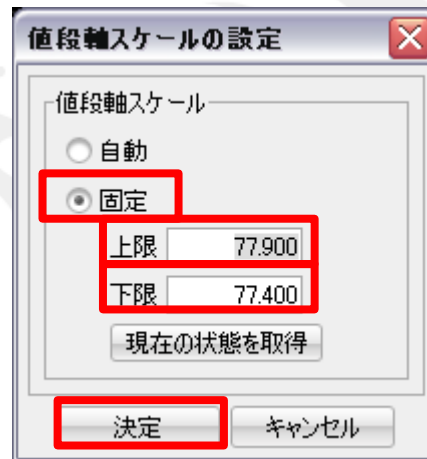 値段軸スケールの設定
値段軸スケール
自動
固定
上限 77.900
下限 77.400
現在の状態を取得
決定 キャンセル